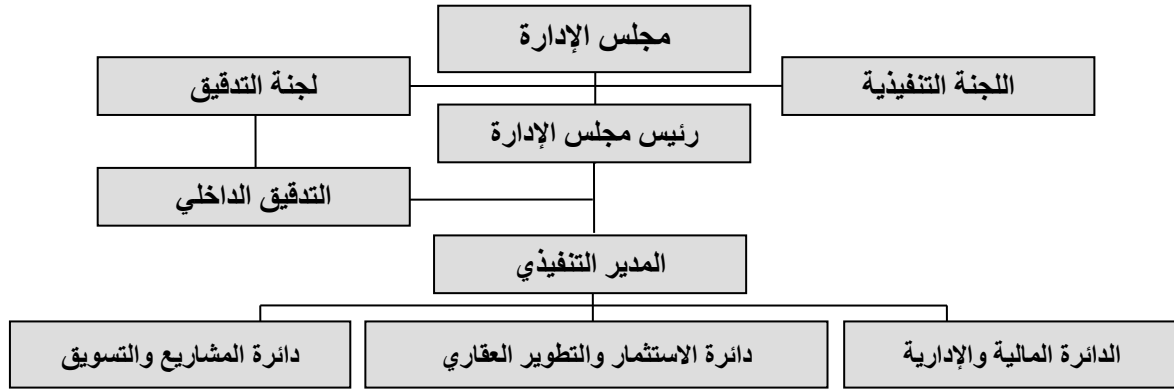 مجلس الإدارة
اللجنة التنفيذية
لجنة التدقيق
رئيس مجلس الإدارة
التدقيق الداخلي
المدير التنفيذي
الدائرة المالية والإدارية
دائرة الاستثمار والتطوير العقاري
دائرة المشاريع والتسويق